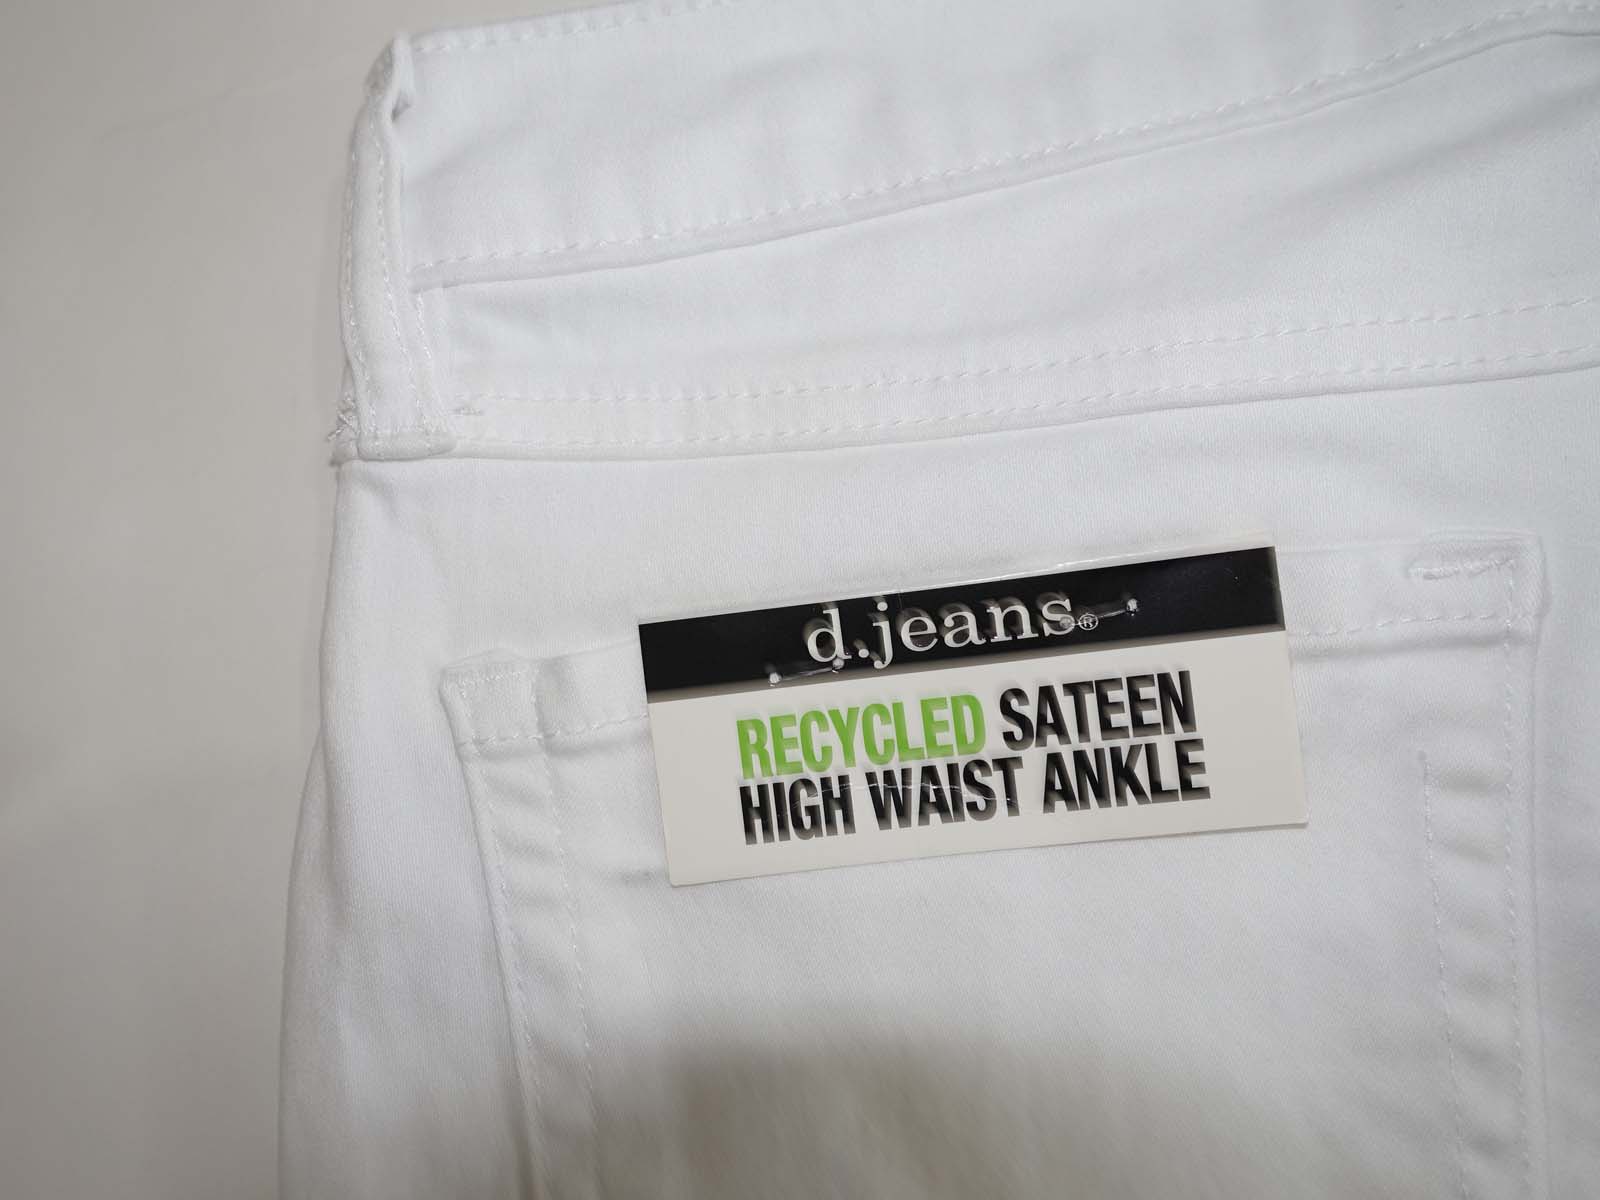 d.jeans®
RECYCLED SATEEN
HIGH WAIST ANKLE